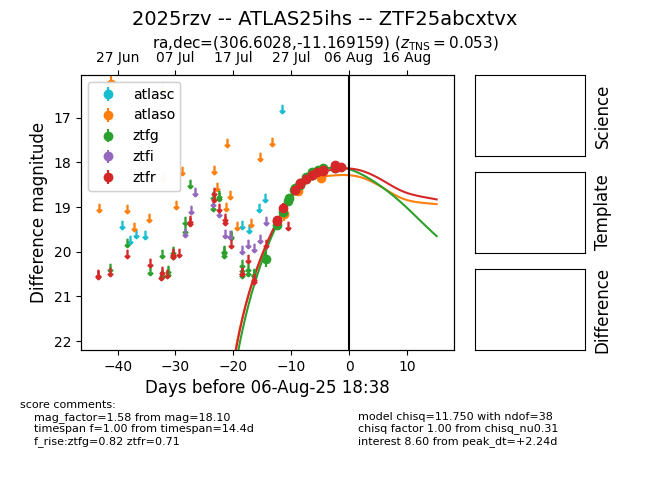 2025rzv -- ATLAS25ihs -- ZTF25abcxtvx
ra,dec=(306.6028,-11.169159) (z_TNS = 0.053)
27 Jun 07 Jul 17 Jul 27 Jul 06 Aug 16 Aug
atlasc
atlaso
ztfg
ztfi
ztfr
17
18
19
20
21
22
Difference magnitude
−40 −30 −20 −10 0 10
Days before 06-Aug-25 18:38
Science
Template
Difference
score comments:
mag_factor=1.58 from mag=18.10
timespan f=1.00 from timespan=14.4d
f_rise:ztfg=0.82 ztfr=0.71
model chisq=11.750 with ndof=38
chisq factor 1.00 from chisq_nu0.31
interest 8.60 from peak_dt=+2.24d